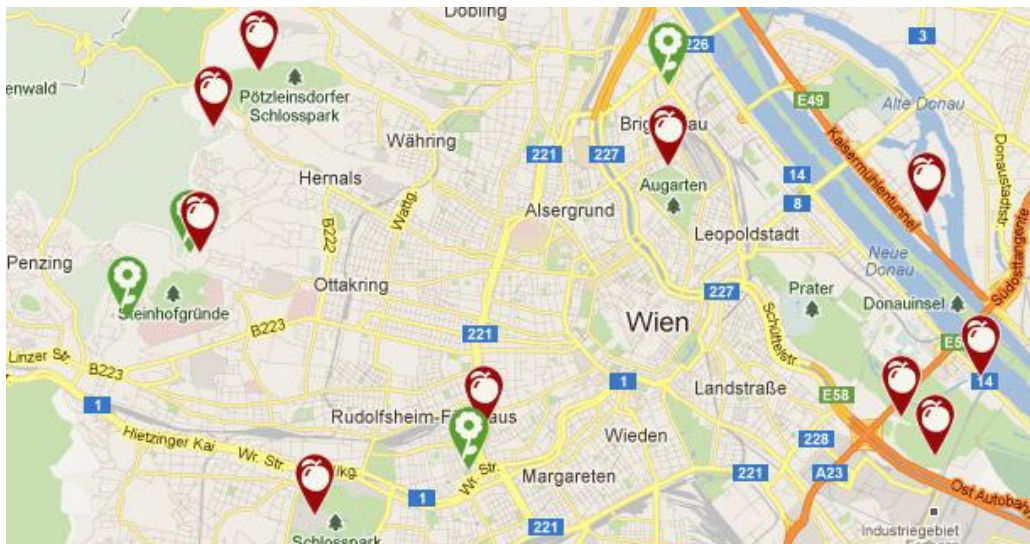 Döbling
226
3
enwald
Pötzleinsdorfer
Schlosspark
E49
Alte Donau
Währing
221
227
Kaisermühlentunnel
Donaustadtstr.
Hernals
Wattg.
B222
14
Augarten
8
Alsergrund
Leopoldstadt
Neue
Donau
Penzing
Ottakring
227
Prater
Donauinsel
Südosttangente
Steinhofgründe
B223
221
Wien
Schüttelstr.
Linzer Str.
B223
1
Landstraße
14
1
Rudolfsheim-F
haus
E58
Hietzinger Kai
Wr. Str.
Wieden
228
Wr. Str.
Margareten
221
A23
1
Ost Autobahn
221
Schlosspark
Industriegebiet